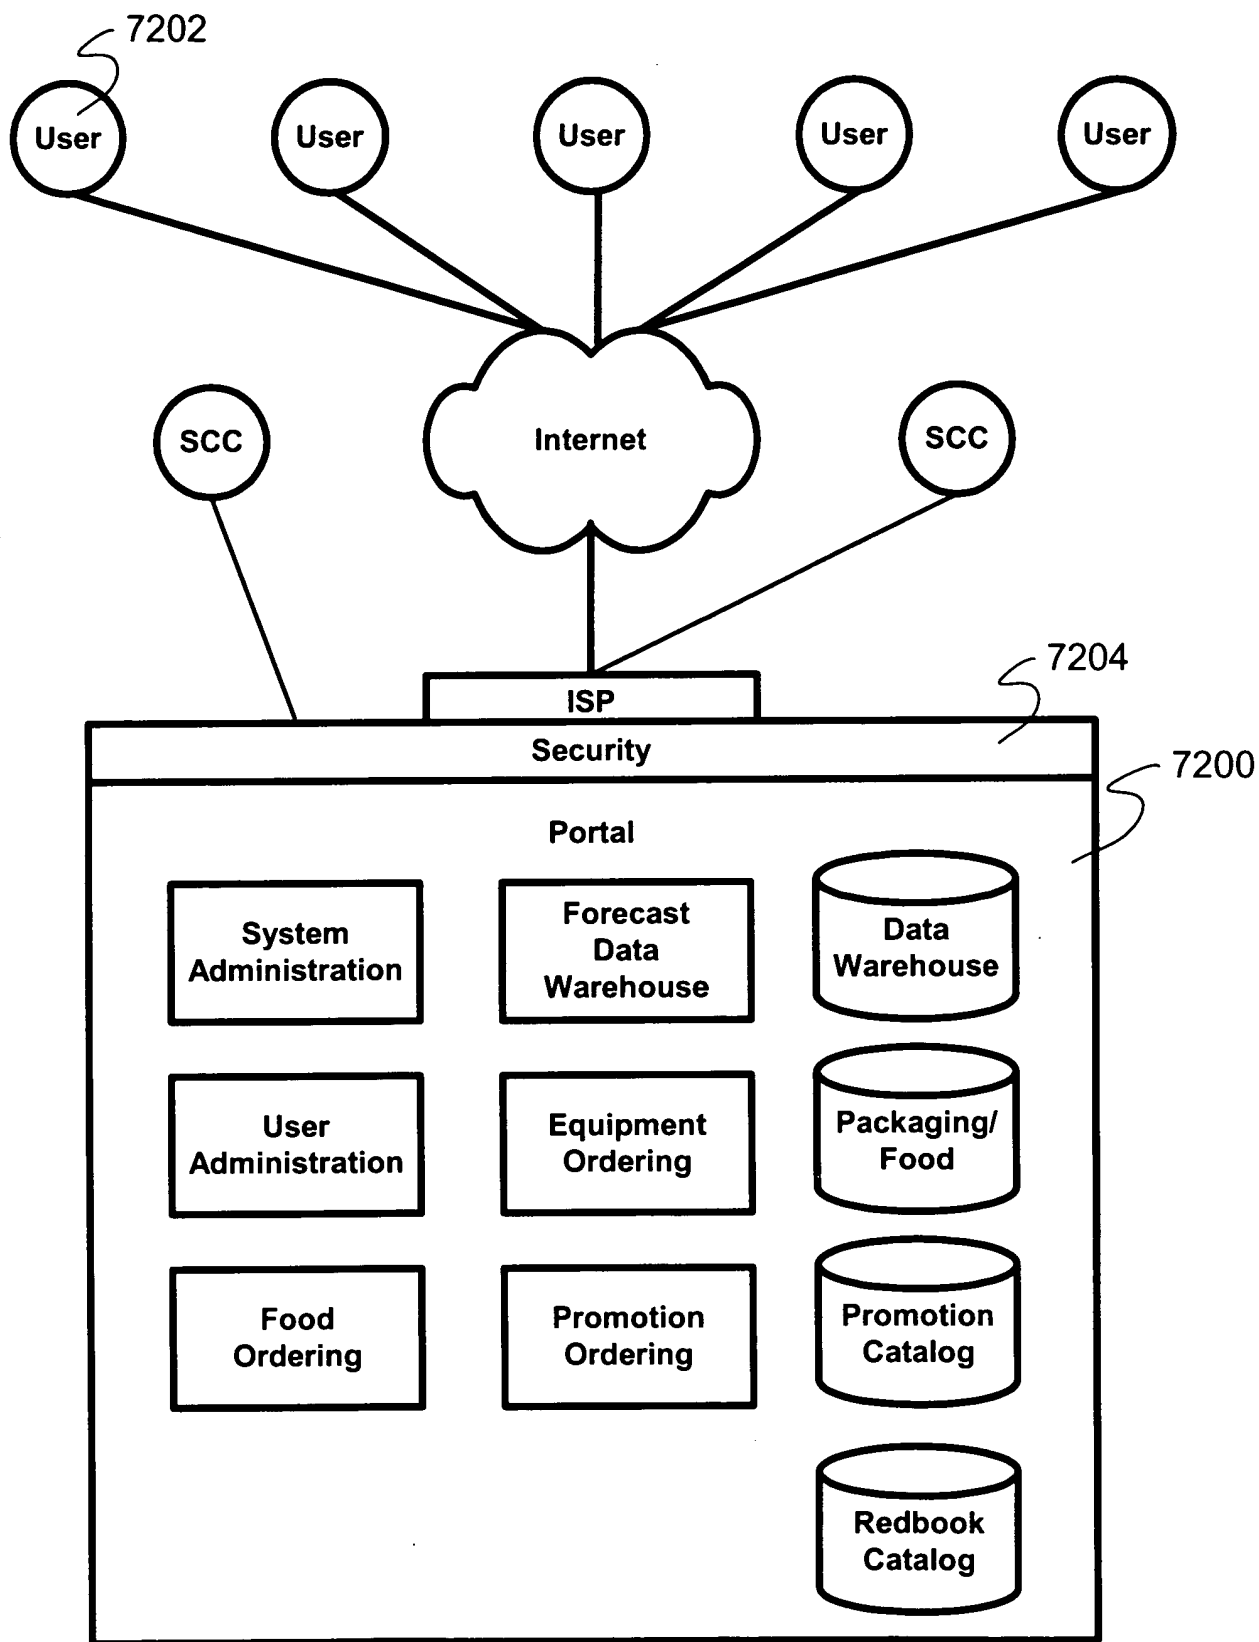 7202
User
User
User
User
User
SCC
Internet
SCC
ISP
7204
Security
7200
Portal
System
Administration
Forecast
Data
Warehouse
Data
Warehouse
User
Administration
Equipment
Ordering
Packaging/
Food
Food
Ordering
Promotion
Ordering
Promotion
Catalog
Redbook
Catalog